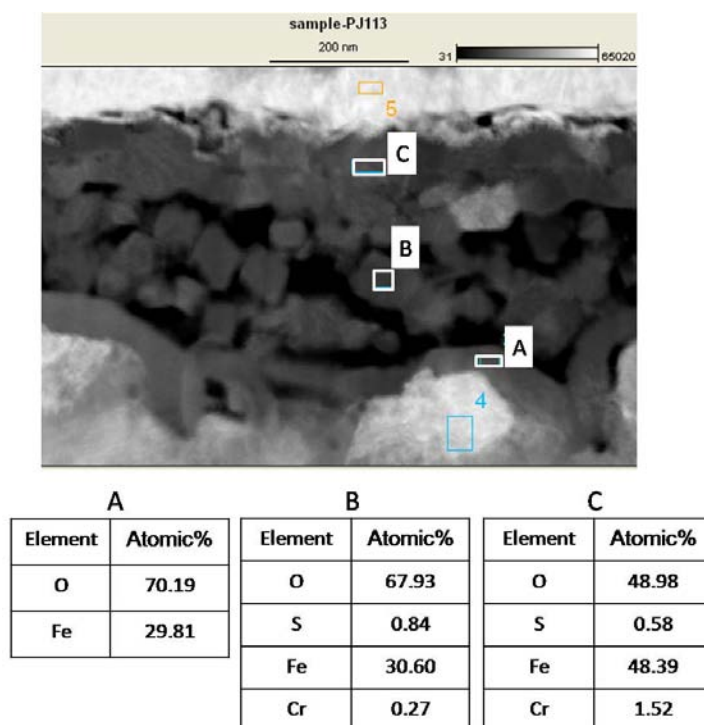 sample-PJ113
200 nm
31 65020
5
C
B
A
4
A B C
Element Atomic% Element Atomic% Element Atomic%
O 70.19 O 67.93 O 48.98
Fe 29.81 S 0.84 S 0.58
Fe 30.60 Fe 48.39
Cr 0.27 Cr 1.52